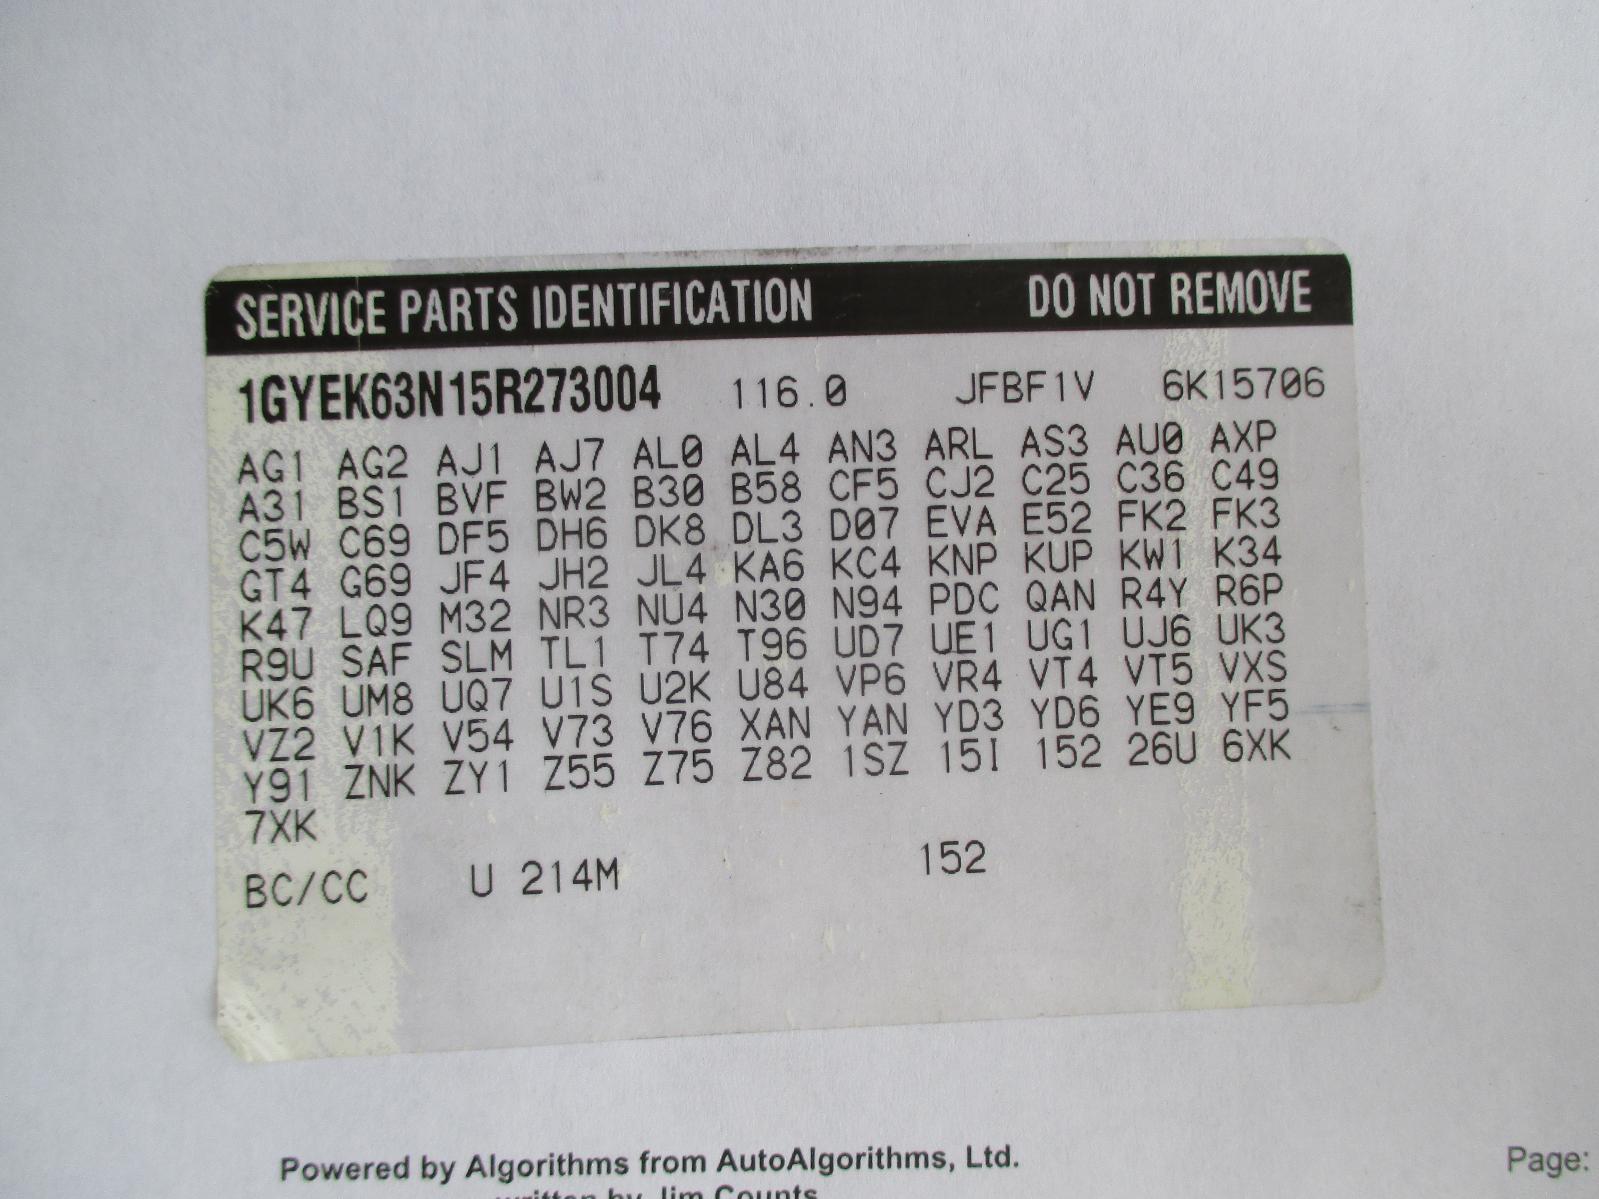 SERVICE PARTS IDENTIFICATION DO NOT REMOVE
1GYEK63N15R273004 116.0 JFBF1V 6K15706
AG1 AG2 AJ1 AJ7 AL0 AL4 AN3 ARL AS3 AU0 AXP
A31 BS1 BVF BW2 B30 B58 CF5 CJ2 C25 C36 C49
C5W C69 DF5 DH6 DK8 DL3 D07 EVA E52 FK2 FK3
GT4 G69 JF4 JH2 JL4 KA6 KC4 KNP KUP KW1 K34
K47 LQ9 M32 NR3 NU4 N30 N94 PDC QAN R4Y R6P
R9U SAF SLM TL1 T74 T96 UD7 UE1 UG1 UJ6 UK3
UK6 UM8 UQ7 U1S U2K U84 VP6 VR4 VT4 VT5 VXS
VZ2 V1K V54 V73 V76 XAN YAN YD3 YD6 YE9 YF5
Y91 ZNK ZY1 Z55 Z75 Z82 1SZ 15I 152 26U 6XK
7XK
BC/CC U 214M 152
Powered by Algorithms from AutoAlgorithms, Ltd. Page:
written by Jim Counts